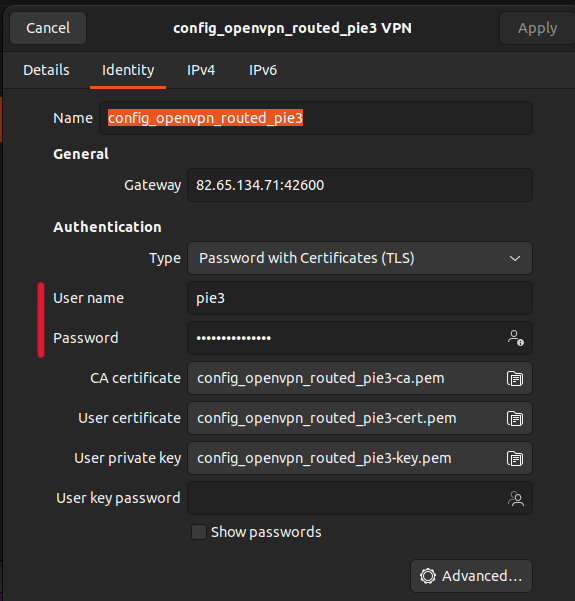 Cancel config_openvpn_routed_pie3 VPN Apply
Details Identity IPv4 IPv6
Name config_openvpn_routed_pie3
General
Gateway 82.65.134.71:42600
Authentication
Type Password with Certificates (TLS)
User name pie3
Password •••••••••••••••
CA certificate config_openvpn_routed_pie3-ca.pem
User certificate config_openvpn_routed_pie3-cert.pem
User private key config_openvpn_routed_pie3-key.pem
User key password
Show passwords
Advanced...